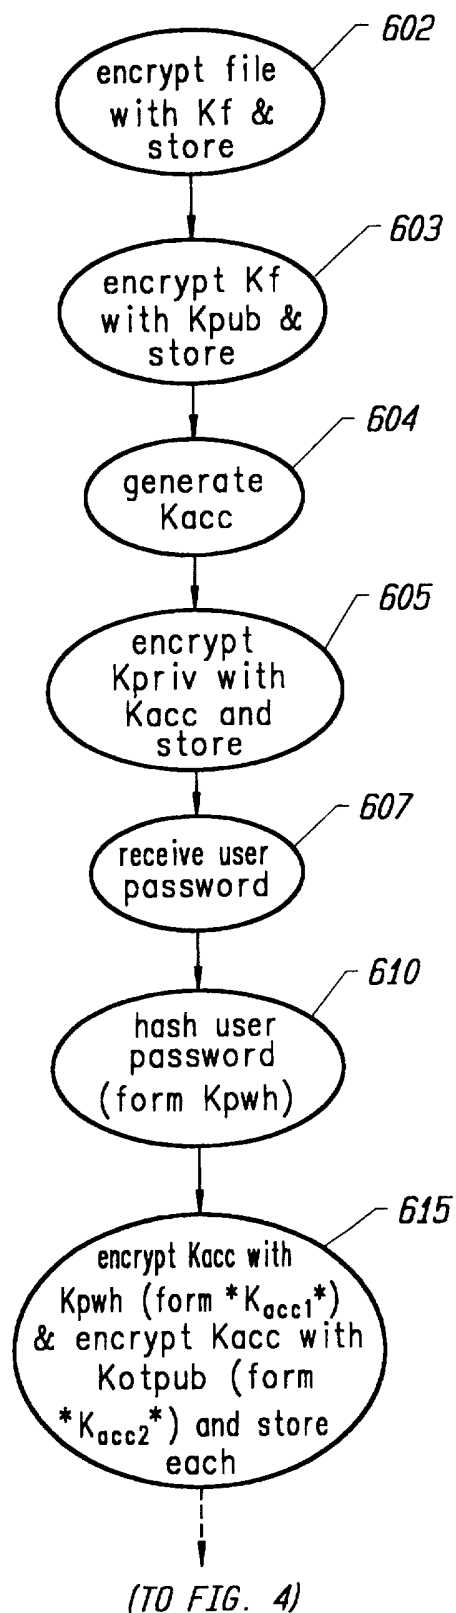 602
encrypt file
with Kf &
store
603
encrypt Kf
with Kpub &
store
604
generate
Kacc
605
encrypt
Kpriv with
Kacc and
store
607
receive user
password
610
hash user
password
(form Kpwh)
615
encrypt Kacc with
Kpwh (form *Kacc1*)
& encrypt Kacc with
Kotpub (form
*Kacc2*) and store
each
(TO FIG. 4)